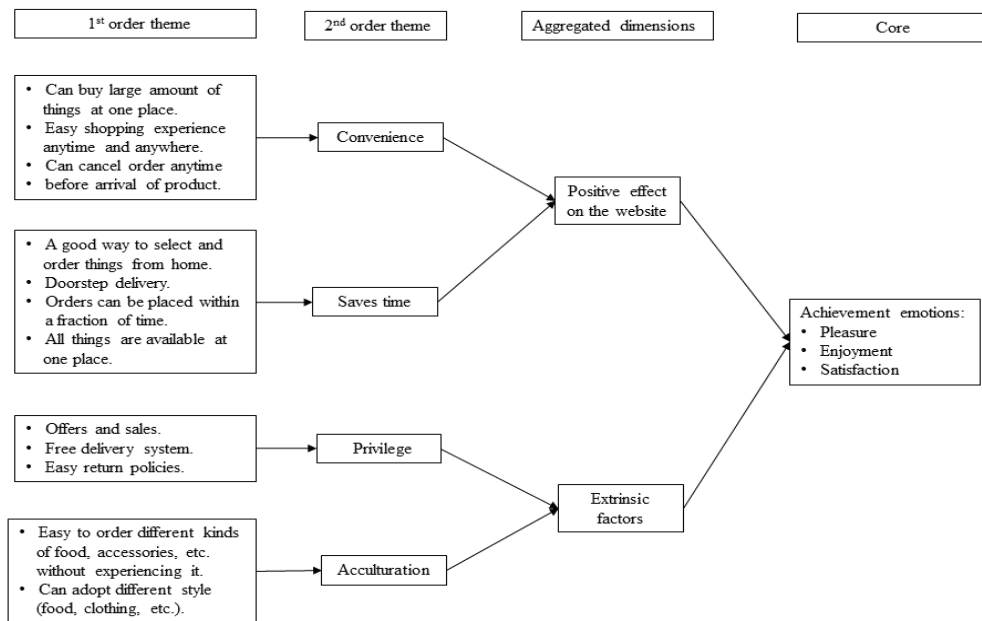 1st order theme
2nd order theme
Aggregated dimensions
Core
• Can buy large amount of
things at one place.
• Easy shopping experience
anytime and anywhere.
• Can cancel order anytime
• before arrival of product.
Convenience
Positive effect
on the website
• A good way to select and
order things from home.
• Doorstep delivery.
• Orders can be placed within
a fraction of time.
• All things are available at
one place.
Saves time
Achievement emotions:
• Pleasure
• Enjoyment
• Satisfaction
• Offers and sales.
• Free delivery system.
• Easy return policies.
Privilege
Extrinsic
factors
• Easy to order different kinds
of food, accessories, etc.
without experiencing it.
• Can adopt different style
(food, clothing, etc.).
Acculturation